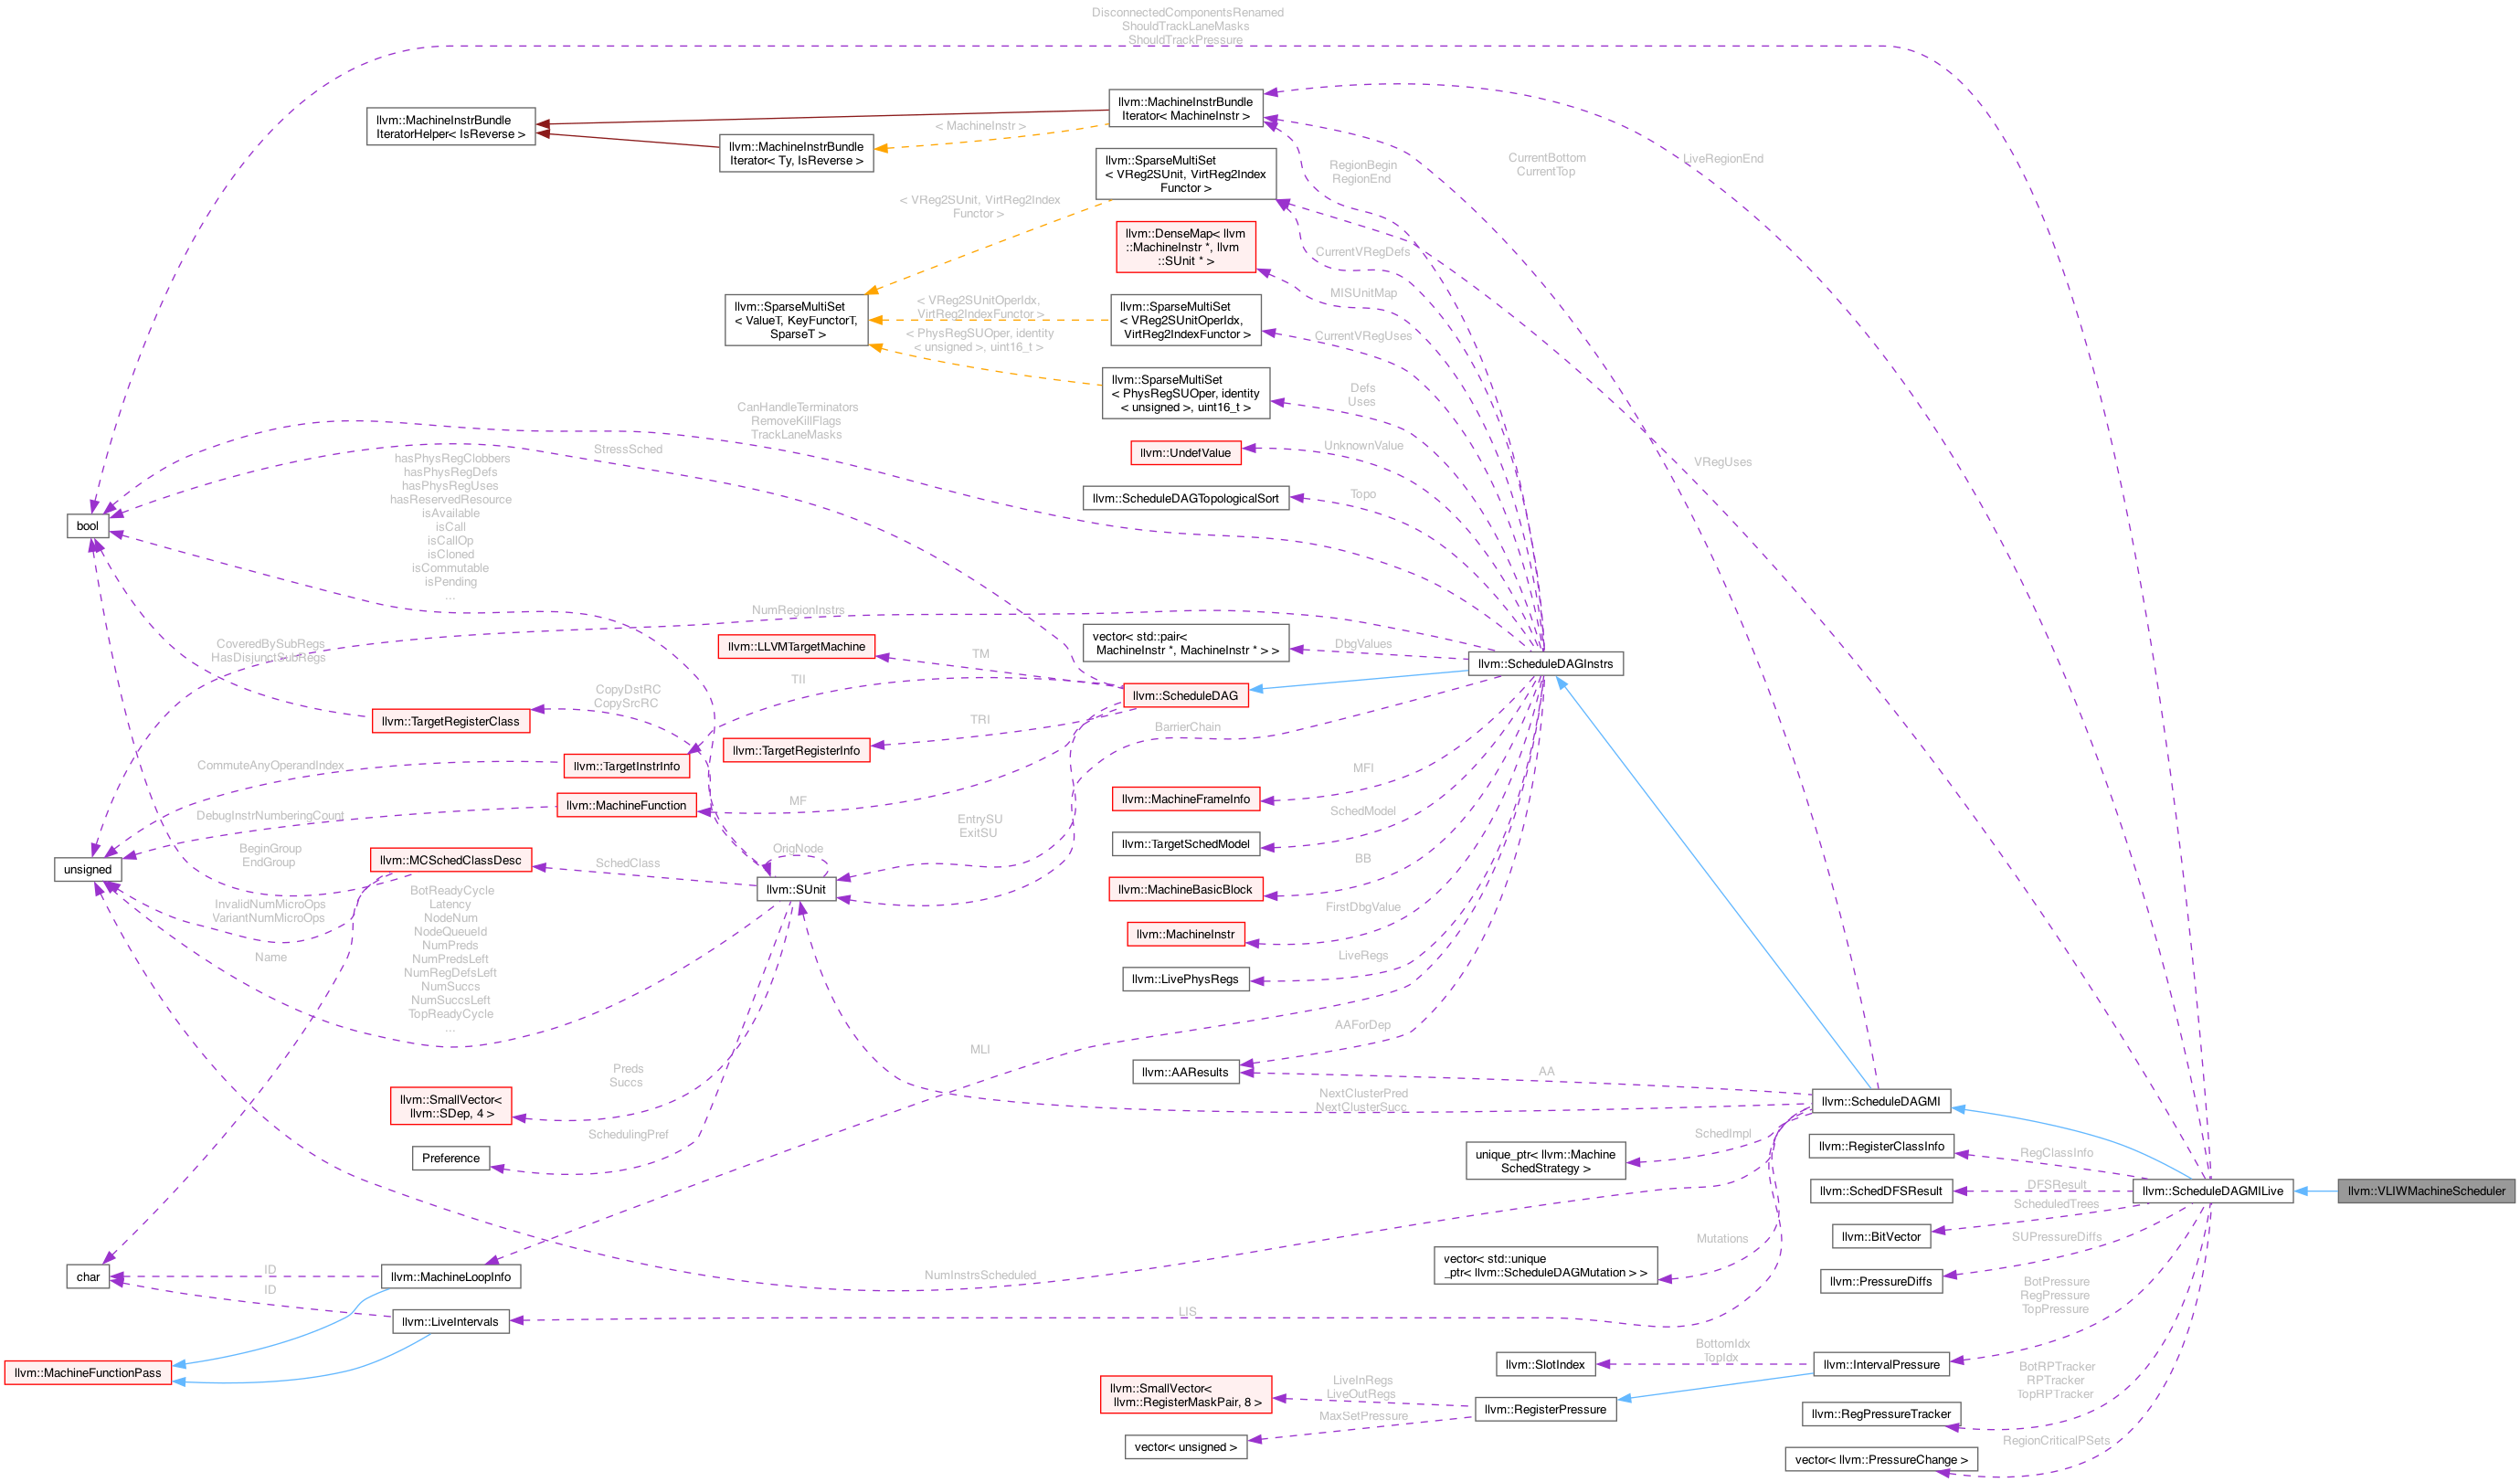 DisconnectedComponentsRenamed
ShouldTrackLaneMasks
ShouldTrackPressure
llvm::MachineInstrBundle
IteratorHelper< IsReverse >
llvm::MachineInstrBundle
Iterator< MachineInstr >
< MachineInstr >
llvm::MachineInstrBundle
Iterator< Ty, IsReverse >
llvm::SparseMultiSet
< VReg2SUnit, VirtReg2Index
Functor >
RegionBegin
RegionEnd
CurrentBottom
CurrentTop
LiveRegionEnd
< VReg2SUnit, VirtReg2Index
Functor >
llvm::DenseMap< llvm
::MachineInstr *, llvm
::SUnit * >
CurrentVRegDefs
MISUnitMap
llvm::SparseMultiSet
< ValueT, KeyFunctorT,
SparseT >
< VReg2SUnitOperIdx,
VirtReg2IndexFunctor >
< PhysRegSUOper, identity
< unsigned >, uint16_t >
llvm::SparseMultiSet
< VReg2SUnitOperIdx,
VirtReg2IndexFunctor >
CurrentVRegUses
llvm::SparseMultiSet
< PhysRegSUOper, identity
< unsigned >, uint16_t >
Defs
Uses
CanHandleTerminators
RemoveKillFlags
TrackLaneMasks
StressSched
llvm::UndefValue
UnknownValue
VRegUses
hasPhysRegClobbers
hasPhysRegDefs
hasPhysRegUses
hasReservedResource
isAvailable
isCall
isCallOp
isCloned
isCommutable
isPending
...
llvm::ScheduleDAGTopologicalSort
Topo
bool
NumRegionInstrs
CoveredBySubRegs
HasDisjunctSubRegs
llvm::LLVMTargetMachine
TM
vector< std::pair<
MachineInstr *, MachineInstr * > >
DbgValues
llvm::ScheduleDAGInstrs
TII
CopyDstRC
CopySrcRC
llvm::ScheduleDAG
llvm::TargetRegisterClass
TRI
BarrierChain
llvm::TargetRegisterInfo
CommuteAnyOperandIndex
llvm::TargetInstrInfo
MFI
llvm::MachineFunction
MF
llvm::MachineFrameInfo
DebugInstrNumberingCount
EntrySU
ExitSU
SchedModel
llvm::TargetSchedModel
BeginGroup
EndGroup
OrigNode
unsigned
llvm::MCSchedClassDesc
SchedClass
BB
llvm::SUnit
llvm::MachineBasicBlock
BotReadyCycle
Latency
NodeNum
NodeQueueId
NumPreds
NumPredsLeft
NumRegDefsLeft
NumSuccs
NumSuccsLeft
TopReadyCycle
...
InvalidNumMicroOps
VariantNumMicroOps
FirstDbgValue
llvm::MachineInstr
Name
LiveRegs
llvm::LivePhysRegs
AAForDep
MLI
llvm::AAResults
AA
Preds
Succs
llvm::SmallVector<
llvm::SDep, 4 >
NextClusterPred
NextClusterSucc
llvm::ScheduleDAGMI
SchedulingPref
Preference
SchedImpl
unique_ptr< llvm::Machine
SchedStrategy >
llvm::RegisterClassInfo
RegClassInfo
llvm::SchedDFSResult
DFSResult
llvm::ScheduleDAGMILive
llvm::VLIWMachineScheduler
ScheduledTrees
llvm::BitVector
SUPressureDiffs
Mutations
vector< std::unique
_ptr< llvm::ScheduleDAGMutation > >
llvm::PressureDiffs
char
ID
llvm::MachineLoopInfo
NumInstrsScheduled
ID
BotPressure
RegPressure
TopPressure
llvm::LiveIntervals
LIS
llvm::MachineFunctionPass
BottomIdx
TopIdx
llvm::SlotIndex
llvm::IntervalPressure
BotRPTracker
RPTracker
TopRPTracker
llvm::SmallVector<
llvm::RegisterMaskPair, 8 >
LiveInRegs
LiveOutRegs
llvm::RegisterPressure
llvm::RegPressureTracker
MaxSetPressure
vector< unsigned >
RegionCriticalPSets
vector< llvm::PressureChange >